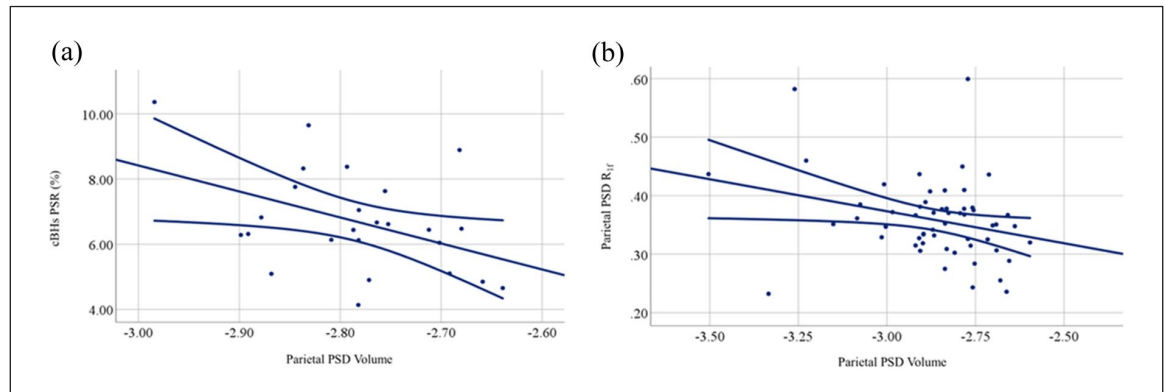 (a)
cBHs PSR (%)
10.00
8.00
6.00
4.00
-3.00 -2.90 -2.80 -2.70 -2.60
Parietal PSD Volume
(b)
Parietal PSD R1f
.60
.50
.40
.30
.20
-3.50 -3.25 -3.00 -2.75 -2.50
Parietal PSD Volume